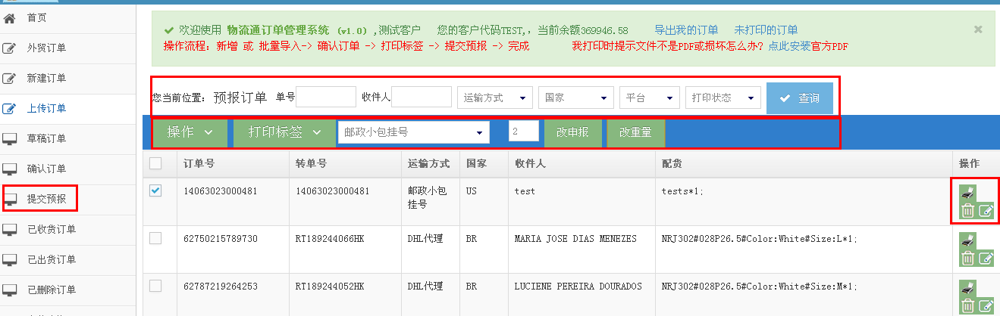 首页
外贸订单
新建订单
上传订单
草稿订单
确认订单
提交预报
已收货订单
已出货订单
已删除订单
欢迎使用 物流通订单管理系统 (v1.0) ,测试客户 您的客户代码TEST,，当前余额369946.58 导出我的订单 未打印的订单
操作流程：新增 或 批量导入-> 确认订单 -> 打印标签 -> 提交预报 -> 完成 我打印时提示文件不是PDF或损坏怎么办？点此安装官方PDF
您当前位置： 预报订单 单号 收件人 运输方式 国家 平台 打印状态 查询
操作 打印标签 邮政小包挂号 2 改申报 改重量
订单号 转单号 运输方式 国家 收件人 配货 操作
14063023000481 14063023000481 邮政小包挂号 US test tests*1;
62750215789730 RT189244066HK DHL代理 BR MARIA JOSE DIAS MENEZES NRJ302#028P26.5#Color:White#Size:L*1;
62787219264253 RT189244052HK DHL代理 BR LUCIENE PEREIRA DOURADOS NRJ302#028P26.5#Color:White#Size:M*1;